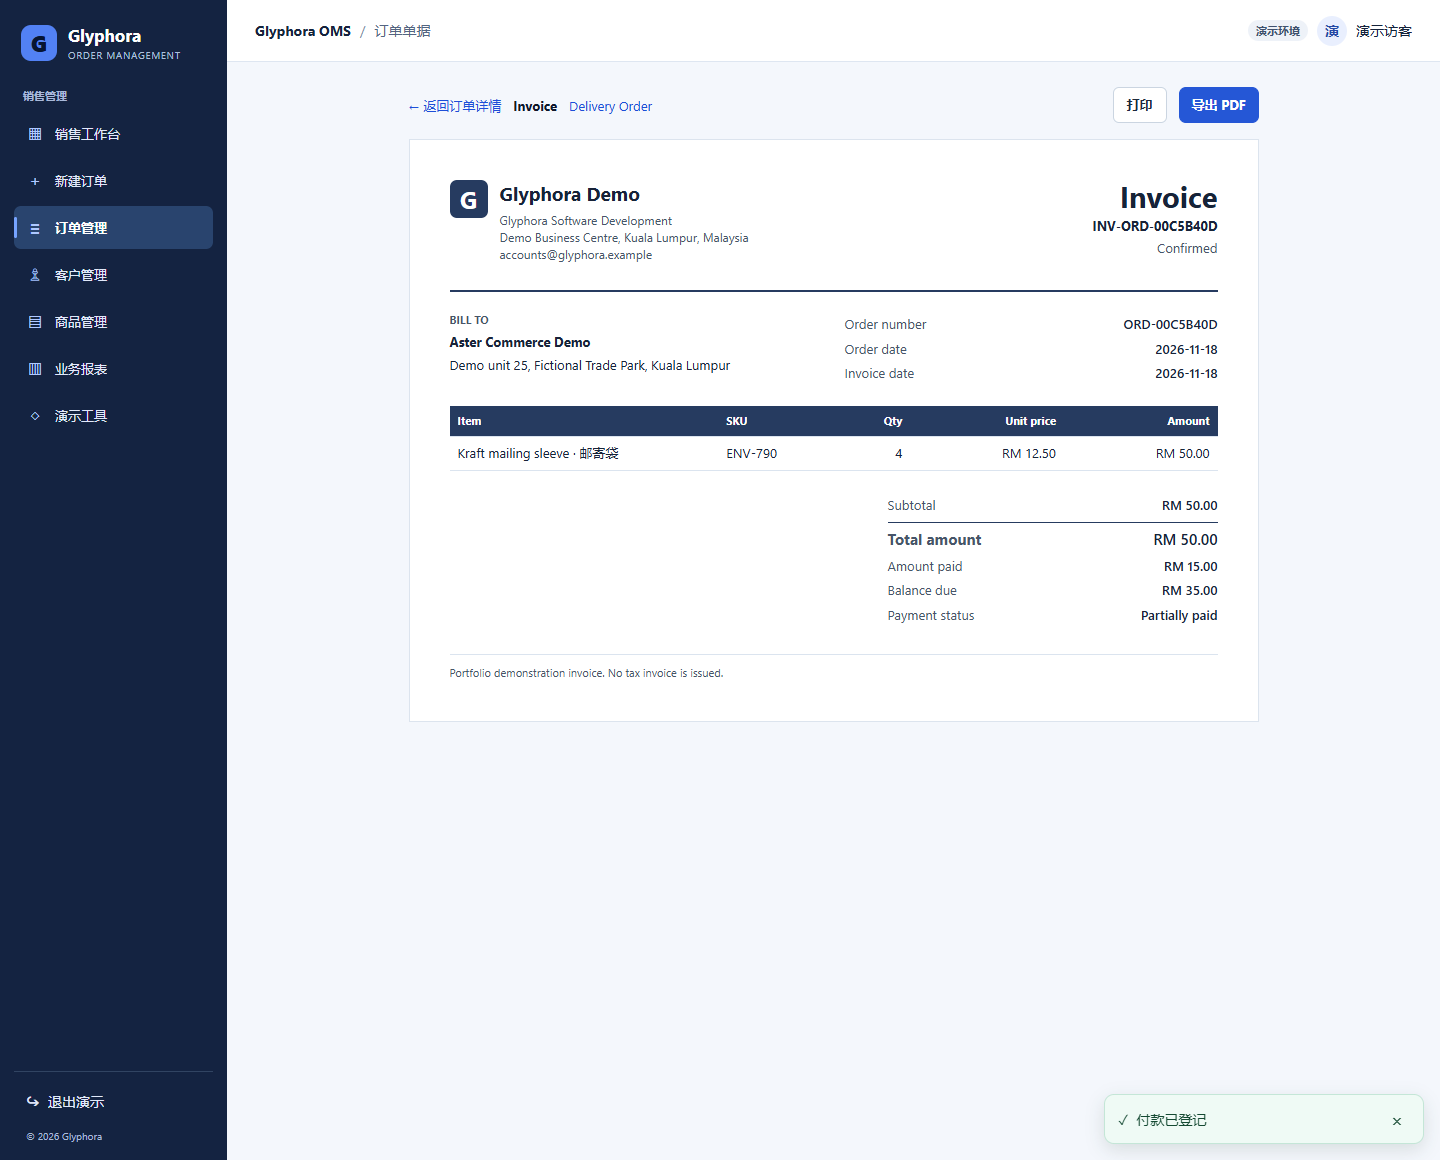 G
Glyphora
ORDER MANAGEMENT
销售管理
销售工作台
+ 新建订单
订单管理
客户管理
商品管理
业务报表
演示工具
退出演示
© 2026 Glyphora
Glyphora OMS / 订单单据
演示环境 演 演示访客
← 返回订单详情 Invoice Delivery Order
打印 导出 PDF
G
Glyphora Demo
Glyphora Software Development
Demo Business Centre, Kuala Lumpur, Malaysia
accounts@glyphora.example
Invoice
INV-ORD-00C5B40D
Confirmed
BILL TO
Aster Commerce Demo
Demo unit 25, Fictional Trade Park, Kuala Lumpur
Order number ORD-00C5B40D
Order date 2026-11-18
Invoice date 2026-11-18
Item SKU Qty Unit price Amount
Kraft mailing sleeve · 邮寄袋 ENV-790 4 RM 12.50 RM 50.00
Subtotal RM 50.00
Total amount RM 50.00
Amount paid RM 15.00
Balance due RM 35.00
Payment status Partially paid
Portfolio demonstration invoice. No tax invoice is issued.
✓ 付款已登记 ×